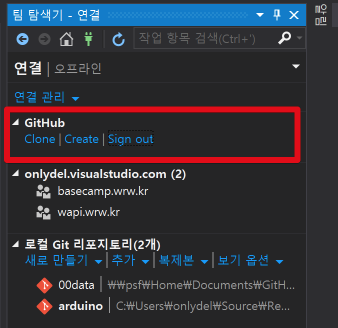 팀 탐색기 - 연결
작업 항목 검색(Ctrl+')
알림
연결 | 오프라인
연결 관리
GitHub
Clone | Create | Sign out
onlydel.visualstudio.com (2)
basecamp.wrw.kr
wapi.wrw.kr
로컬 Git 리포지토리(2개)
새로 만들기 | 추가 | 복제본 | 보기 옵션
00data | \\psf\Home\Documents\GitH...
arduino | C:\Users\onlydel\Source\Re...